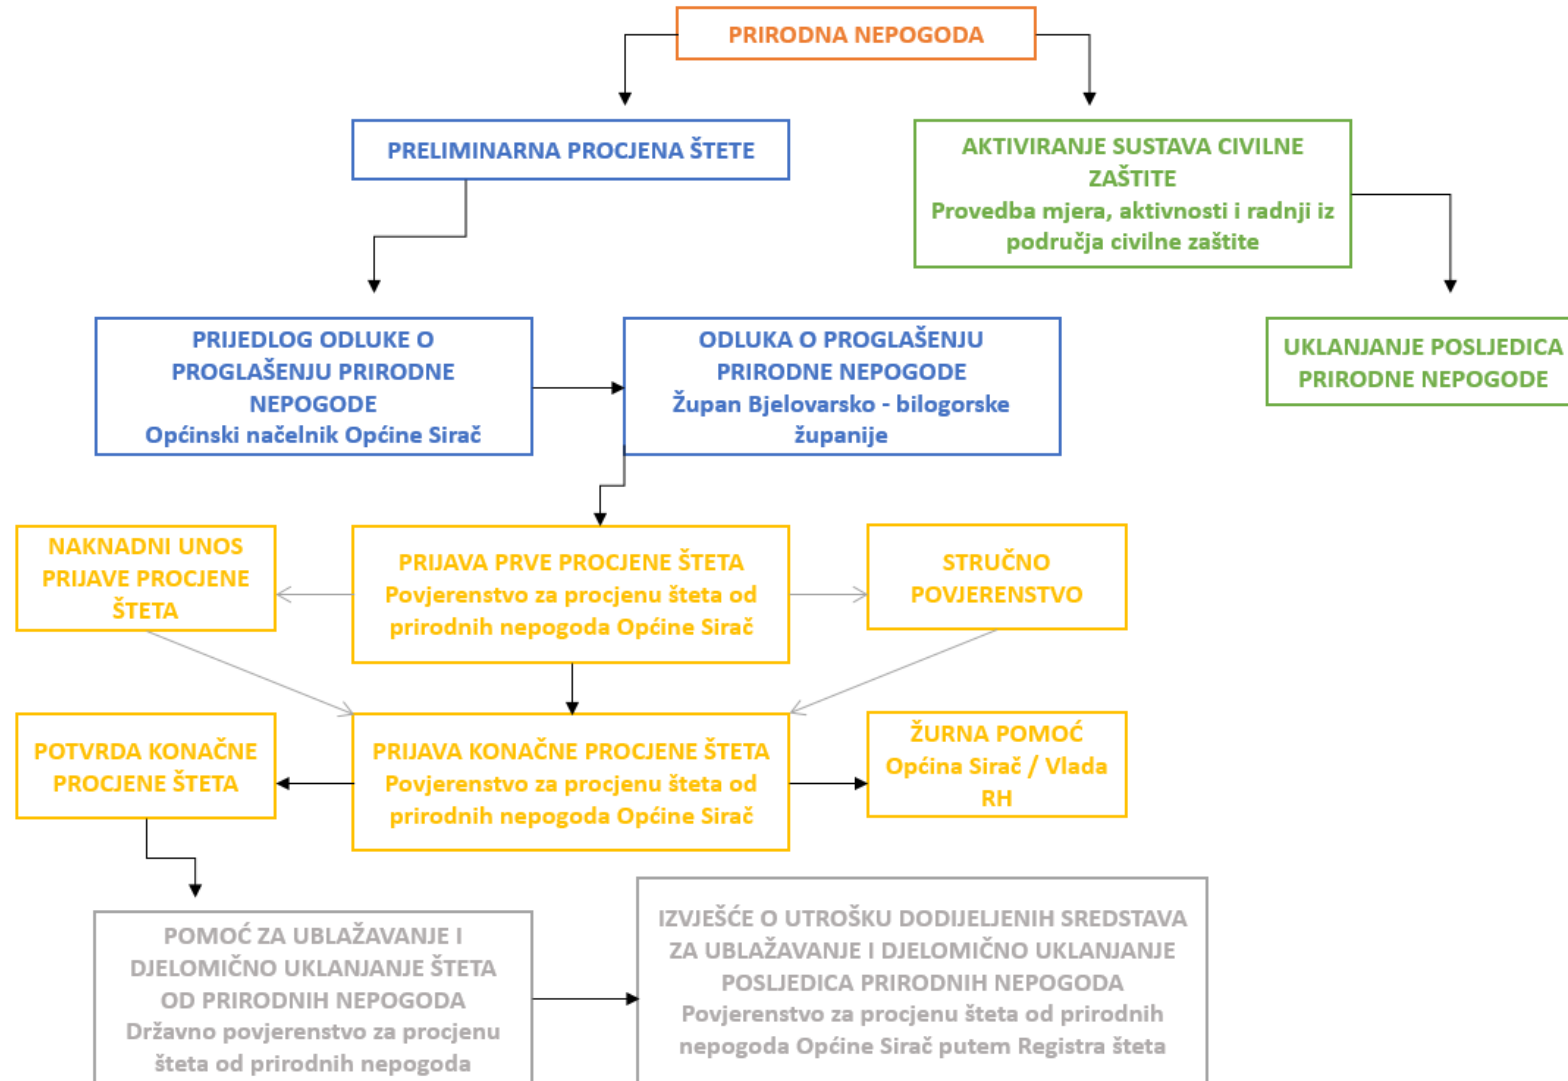 PRIRODNA NEPOGODA
PRELIMINARNA PROCJENA ŠTETE
AKTIVIRANJE SUSTAVA CIVILNE
ZAŠTITE
Provedba mjera, aktivnosti i radnji iz
područja civilne zaštite
PRIJEDLOG ODLUKE O
PROGLAŠENJU PRIRODNE
NEPOGODE
Općinski načelnik Općine Sirač
ODLUKA O PROGLAŠENJU
PRIRODNE NEPOGODE
Župan Bjelovarsko - bilogorske
županije
UKLANJANJE POSLJEDICA
PRIRODNE NEPOGODE
NAKNADNI UNOS
PRIJAVE PROCJENE
ŠTETA
PRIJAVA PRVE PROCJENE ŠTETA
Povjerenstvo za procjenu šteta od
prirodnih nepogoda Općine Sirač
STRUČNO
POVJERENSTVO
POTVRDA KONAČNE
PROCJENE ŠTETA
PRIJAVA KONAČNE PROCJENE ŠTETA
Povjerenstvo za procjenu šteta od
prirodnih nepogoda Općine Sirač
ŽURNA POMOĆ
Općina Sirač / Vlada
RH
POMOĆ ZA UBLAŽAVANJE I
DJELOMIČNO UKLANJANJE ŠTETA
OD PRIRODNIH NEPOGODA
Državno povjerenstvo za procjenu
šteta od prirodnih nepogoda
IZVJEŠĆE O UTROŠKU DODIJELJENIH SREDSTAVA
ZA UBLAŽAVANJE I DJELOMIČNO UKLANJANJE
POSLJEDICA PRIRODNIH NEPOGODA
Povjerenstvo za procjenu šteta od prirodnih
nepogoda Općine Sirač putem Registra šteta